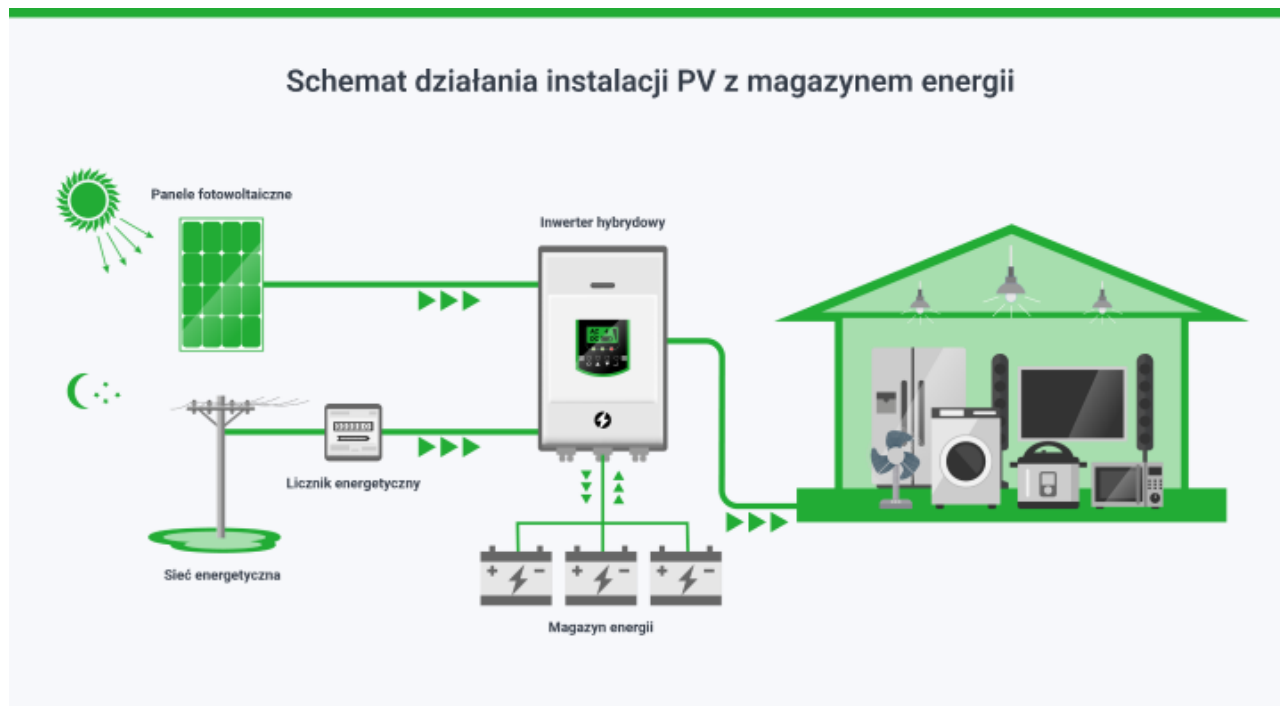 Schemat działania instalacji PV z magazynem energii
Panele fotowoltaiczne
Inwerter hybrydowy
Licznik energetyczny
Sieć energetyczna
Magazyn energii